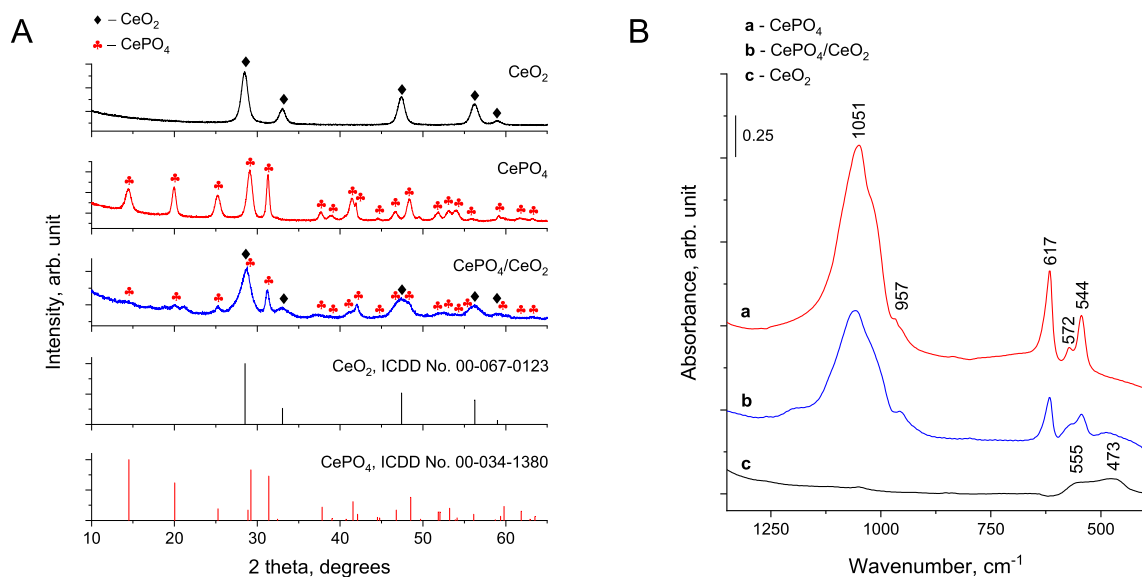 A
♦ – CeO₂
♣ – CePO₄
CeO₂
CePO₄
CePO₄/CeO₂
CeO₂, ICDD No. 00-067-0123
CePO₄, ICDD No. 00-034-1380
Intensity, arb. unit
10 20 30 40 50 60
2 theta, degrees
B
a - CePO₄
b - CePO₄/CeO₂
c - CeO₂
0.25
1051
957
617
572
544
a
b
c
555
473
Absorbance, arb. unit
1250 1000 750 500
Wavenumber, cm⁻¹